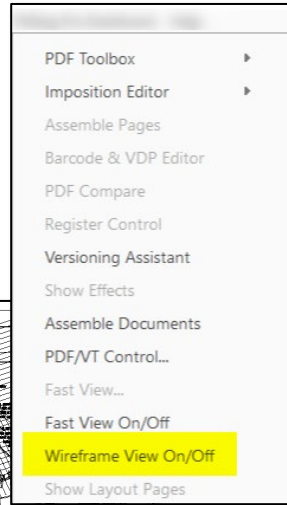 PDF Toolbox
Imposition Editor
Assemble Pages
Barcode & VDP Editor
PDF Compare
Register Control
Versioning Assistant
Show Effects
Assemble Documents
PDF/VT Control...
Fast View...
Fast View On/Off
Wireframe View On/Off
Show Layout Pages